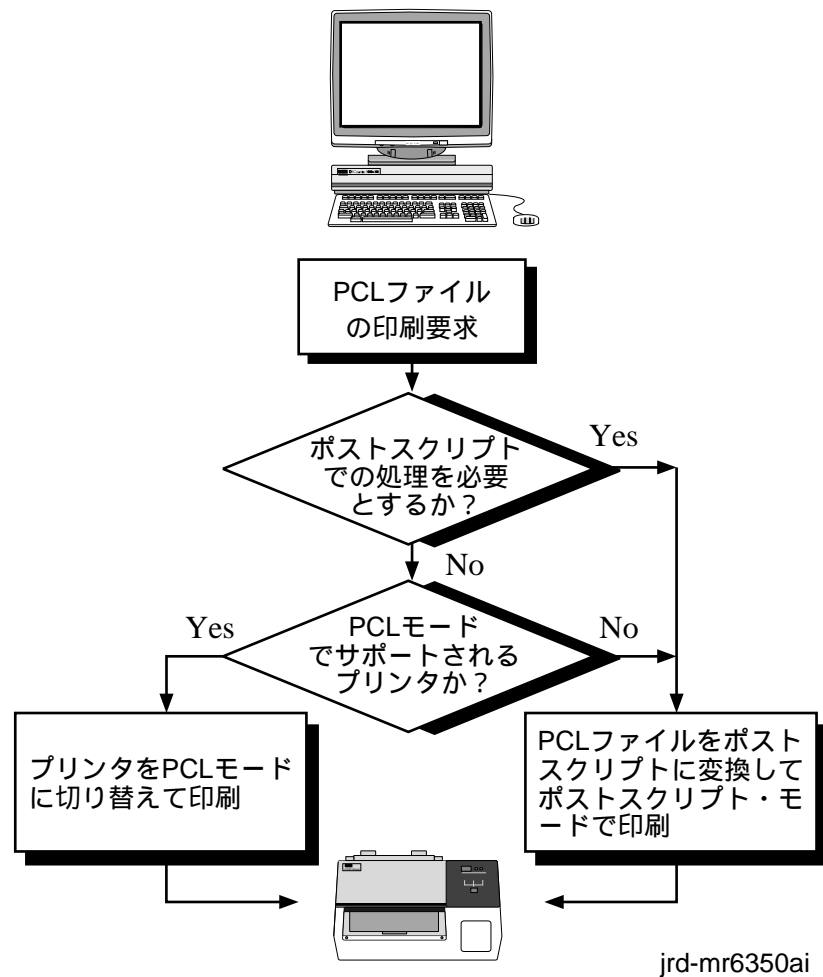 PCLファイル
の印刷要求
ポストスクリプト
での処理を必要
とするか？
Yes
No
PCLモード
でサポートされる
プリンタか？
Yes
No
プリンタをPCLモード
に切り替えて印刷
PCLファイルをポスト
スクリプトに変換して
ポストスクリプト・モ
ードで印刷
jrd-mr6350ai